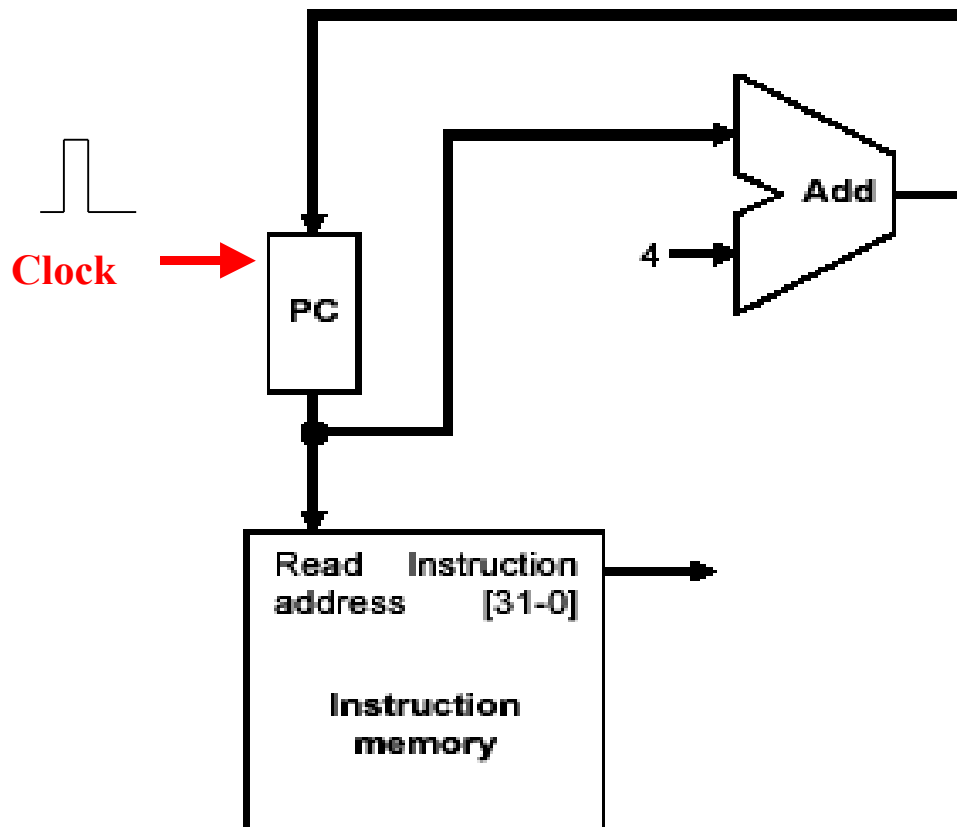 Add
4
Clock
PC
Read Instruction
address [31-0]
Instruction
memory